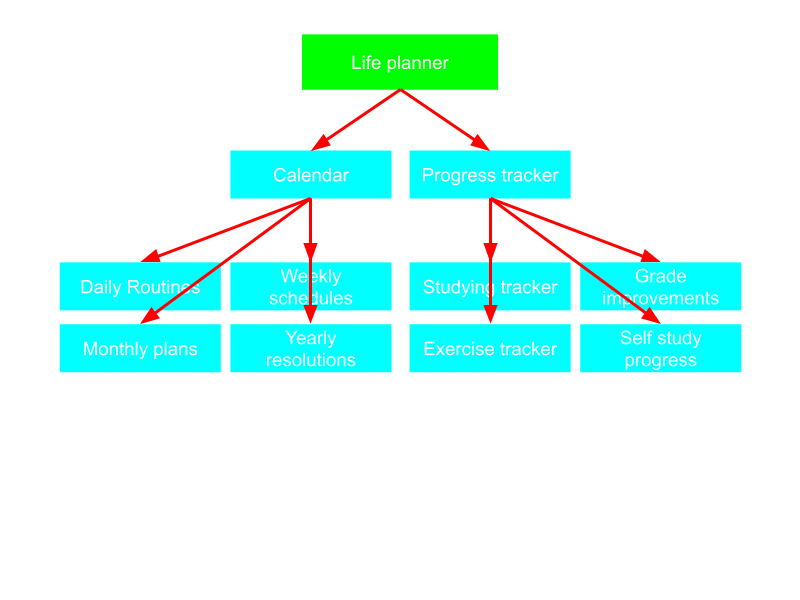 Life planner
Calendar
Progress tracker
Daily Routines
Weekly
schedules
Studying tracker
Grade
improvements
Monthly plans
Yearly
resolutions
Exercise tracker
Self study
progress